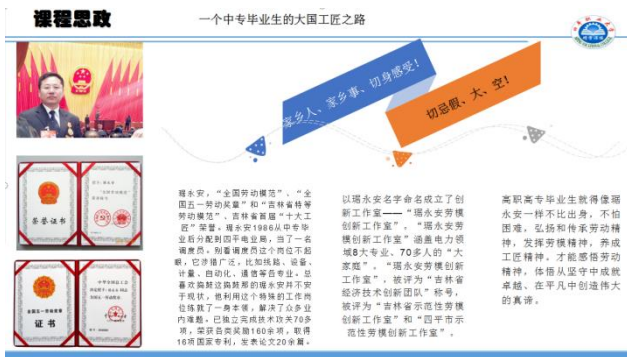 课程思政
一个中专毕业生的大国工匠之路
家乡人、家乡事、切身感受！
切忌假、大、空！
荣誉证书
证书
瑶永安，“全国劳动模范”、“全
国五一劳动奖章”和“吉林省特等
劳动模范”、吉林省首届“十大工
匠”荣誉。瑶永安1986从中专毕
业后分配到四平电业局，当了一名
调度员。别看调度员这个岗位不起
眼，它涉猎广泛，比如线路、设备、
计量、自动化、通信等各专业。总
喜欢捣鼓这捣鼓那的瑶永安并不安
于现状，他利用这个特殊的工作岗
位练就了一身本领，解决了众多业
内难题。已独立完成技术攻关70多
项，荣获各类奖励160余项，取得
16项国家专利，发表论文20余篇。
以瑶永安名字命名成立了创
新工作室——“瑶永安劳模
创新工作室”。“瑶永安劳
模创新工作室”涵盖电力领
域8大专业、70多人的“大
家庭”。“瑶永安劳模创新
工作室”，被评为“吉林省
经济技术创新团队”称号，
被评为“吉林省示范性劳模
创新工作室”和“四平市示
范性劳模创新工作室”。
高职高专毕业生就得像瑶
永安一样不比出身，不怕
困难，弘扬和传承劳动精
神，发挥劳模精神，养成
工匠精神。才能感悟劳动
精神，体悟从坚守中成就
卓越、在平凡中创造伟大
的真谛。